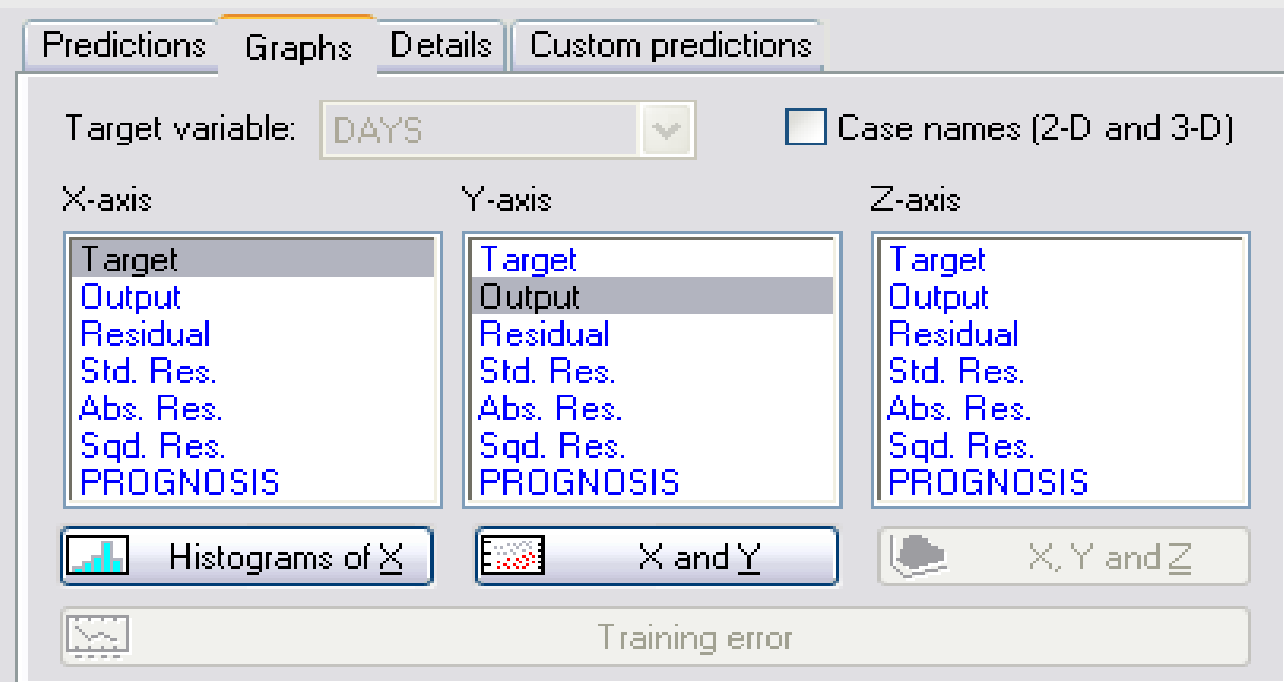 Predictions Graphs Details Custom predictions
Target variable: DAYS Case names (2-D and 3-D)
X-axis Y-axis Z-axis
Target Target Target
Output Output Output
Residual Residual Residual
Std. Res. Std. Res. Std. Res.
Abs. Res. Abs. Res. Abs. Res.
Sqd. Res. Sqd. Res. Sqd. Res.
PROGNOSIS PROGNOSIS PROGNOSIS
Histograms of X X and Y X, Y and Z
Training error